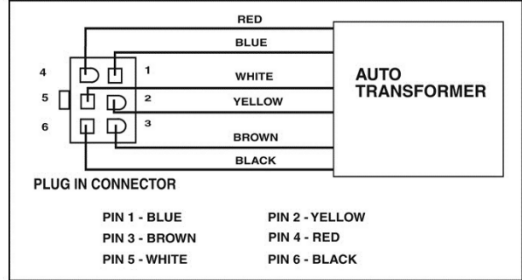 RED
BLUE
4 1
WHITE
AUTO
TRANSFORMER
5 2
YELLOW
6 3
BROWN
BLACK
PLUG IN CONNECTOR
PIN 1 - BLUE PIN 2 - YELLOW
PIN 3 - BROWN PIN 4 - RED
PIN 5 - WHITE PIN 6 - BLACK